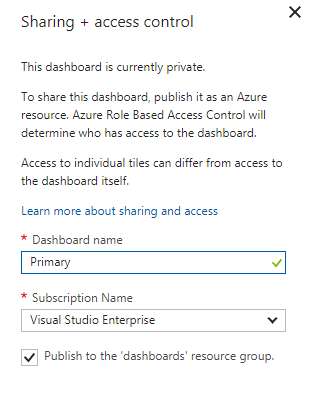 Sharing + access control
This dashboard is currently private.
To share this dashboard, publish it as an Azure
resource. Azure Role Based Access Control will
determine who has access to the dashboard.
Access to individual tiles can differ from access to
the dashboard itself.
Learn more about sharing and access
* Dashboard name
Primary
* Subscription Name
Visual Studio Enterprise
Publish to the 'dashboards' resource group.